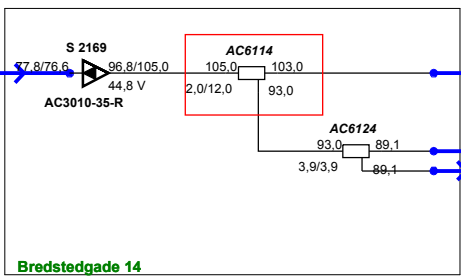 S 2169
77,8/76,6
96,8/105,0
44,8 V
AC3010-35-R
AC6114
105,0
103,0
2,0/12,0
93,0
AC6124
93,0
89,1
3,9/3,9
89,1
Bredstedgade 14